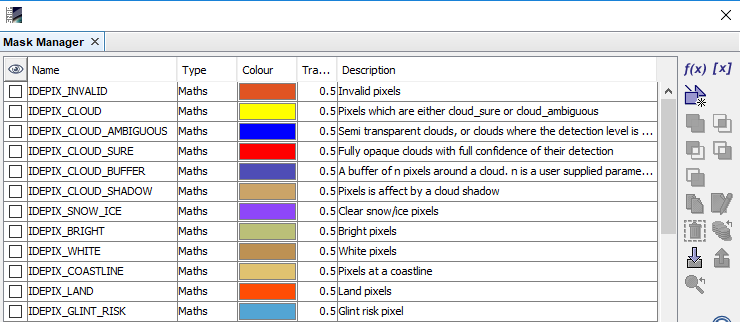 Mask Manager ×
Name Type Colour Tra... Description
IDEPIX_INVALID Maths 0.5 Invalid pixels
IDEPIX_CLOUD Maths 0.5 Pixels which are either cloud_sure or cloud_ambiguous
IDEPIX_CLOUD_AMBIGUOUS Maths 0.5 Semi transparent clouds, or clouds where the detection level is ...
IDEPIX_CLOUD_SURE Maths 0.5 Fully opaque clouds with full confidence of their detection
IDEPIX_CLOUD_BUFFER Maths 0.5 A buffer of n pixels around a cloud. n is a user supplied parame...
IDEPIX_CLOUD_SHADOW Maths 0.5 Pixels is affect by a cloud shadow
IDEPIX_SNOW_ICE Maths 0.5 Clear snow/ice pixels
IDEPIX_BRIGHT Maths 0.5 Bright pixels
IDEPIX_WHITE Maths 0.5 White pixels
IDEPIX_COASTLINE Maths 0.5 Pixels at a coastline
IDEPIX_LAND Maths 0.5 Land pixels
IDEPIX_GLINT_RISK Maths 0.5 Glint risk pixel
f(x) [x]